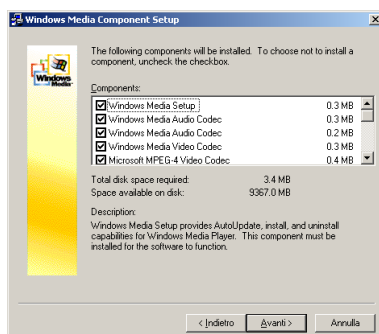 Windows Media Component Setup
Windows
Media
The following components will be installed. To choose not to install a
component, uncheck the checkbox.
Components:
Windows Media Setup 0.3 MB
Windows Media Audio Codec 0.3 MB
Windows Media Audio Codec 0.2 MB
Windows Media Video Codec 0.3 MB
Microsoft MPEG-4 Video Codec 0.4 MB
Total disk space required: 3.4 MB
Space available on disk: 9367.0 MB
Description:
Windows Media Setup provides AutoUpdate, install, and uninstall
capabilities for Windows Media Player. This component must be
installed for the software to function.
< Indietro Avanti > Annulla